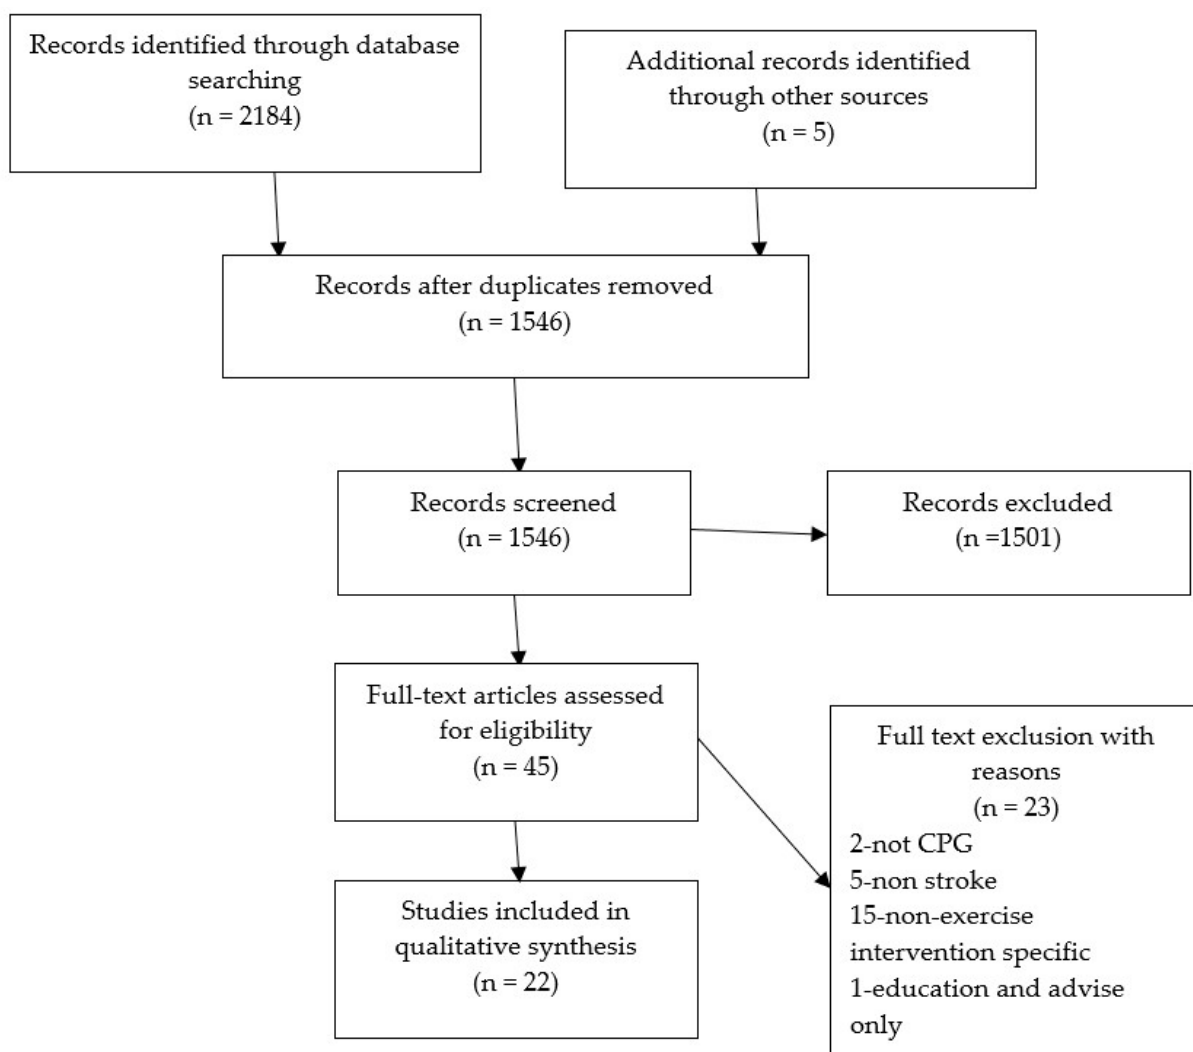 Records identified through database
searching
(n = 2184)
Additional records identified
through other sources
(n = 5)
Records after duplicates removed
(n = 1546)
Records screened
(n = 1546)
Records excluded
(n =1501)
Full-text articles assessed
for eligibility
(n = 45)
Full text exclusion with
reasons
(n = 23)
2-not CPG
5-non stroke
15-non-exercise
intervention specific
1-education and advise
only
Studies included in
qualitative synthesis
(n = 22)